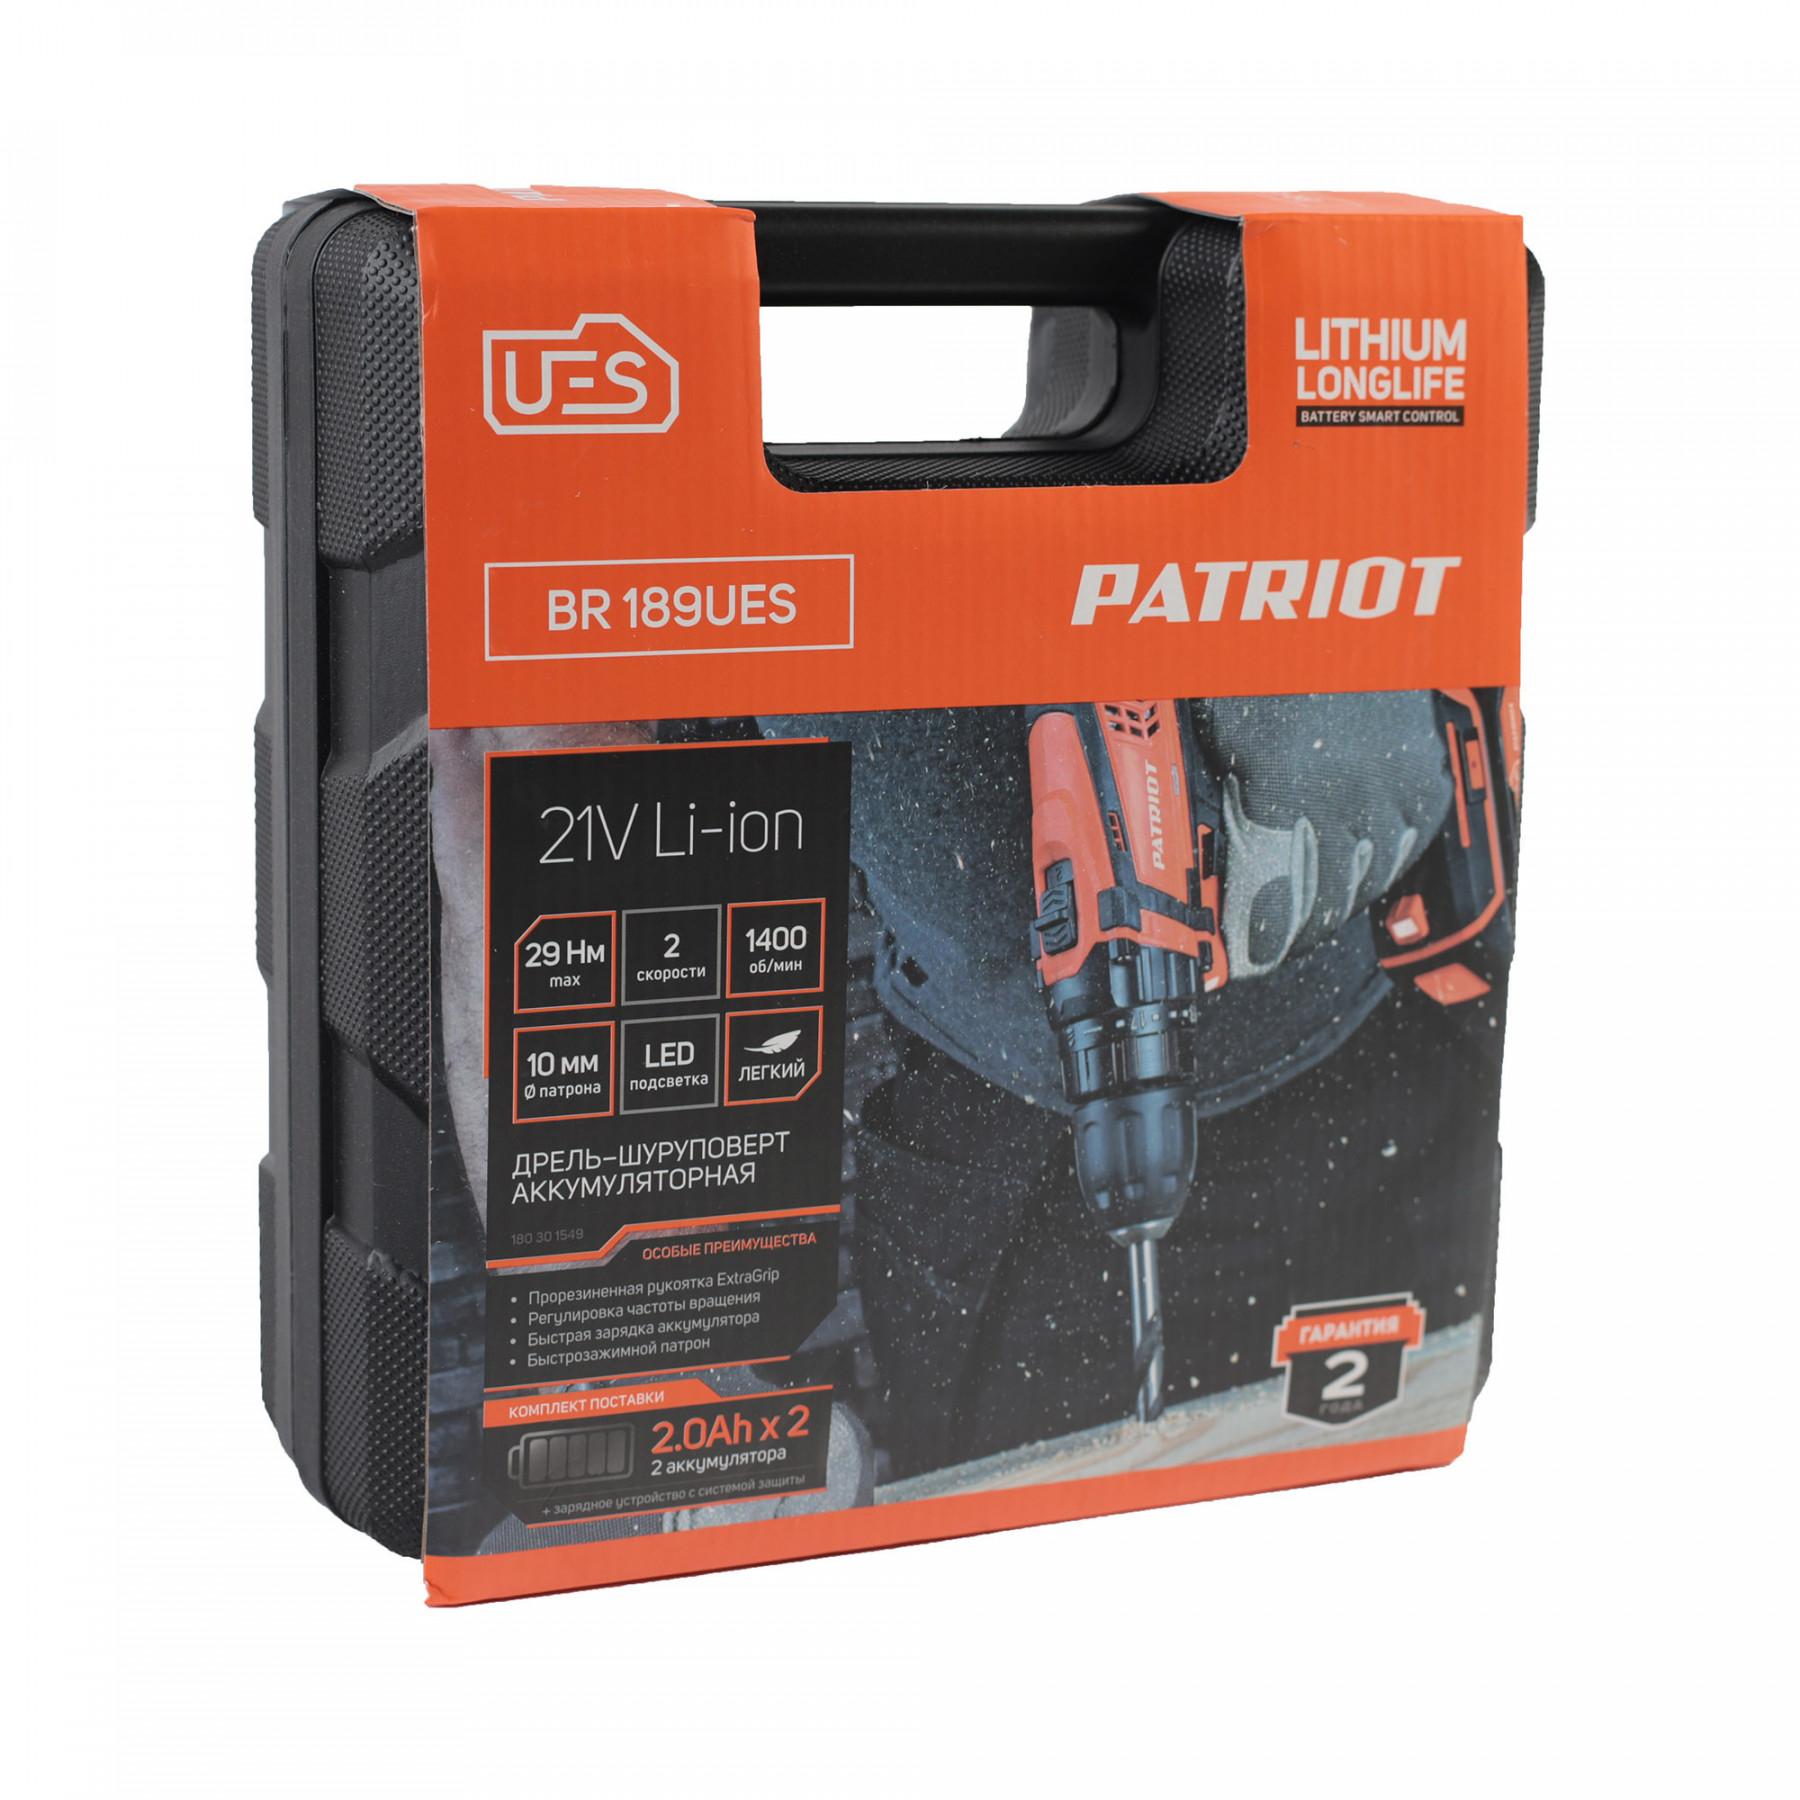 UES
LITHIUM
LONGLIFE
BATTERY SMART CONTROL
BR 189UES
PATRIOT
21V Li-ion
29 Нм
max
2
скорости
1400
об/мин
10 мм
Ø патрона
LED
подсветка
ЛЕГКИЙ
ДРЕЛЬ-ШУРУПОВЕРТ
АККУМУЛЯТОРНАЯ
180 30 1549
ОСОБЫЕ ПРЕИМУЩЕСТВА
• Прорезиненная рукоятка ExtraGrip
• Регулировка частоты вращения
• Быстрая зарядка аккумулятора
• Быстрозажимной патрон
КОМПЛЕКТ ПОСТАВКИ
2.0Ah x 2
2 аккумулятора
+ зарядное устройство с системой защиты
PATRIOT
ГАРАНТИЯ
2
ГОДА